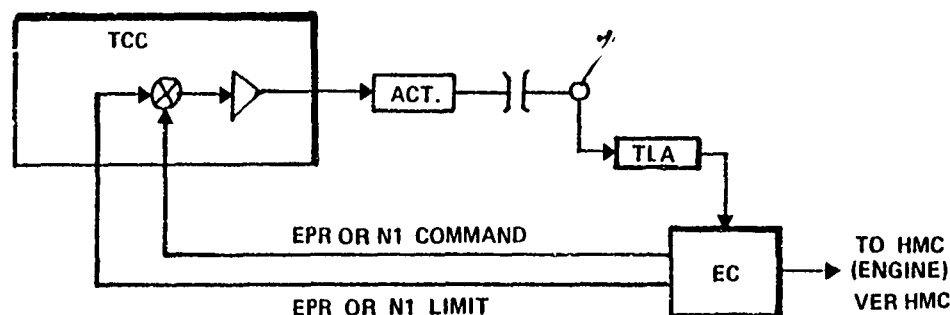 TCC
ACT.
TLA
EPR OR N1 COMMAND
EC
TO HMC
(ENGINE)
VER HMC
EPR OR N1 LIMIT